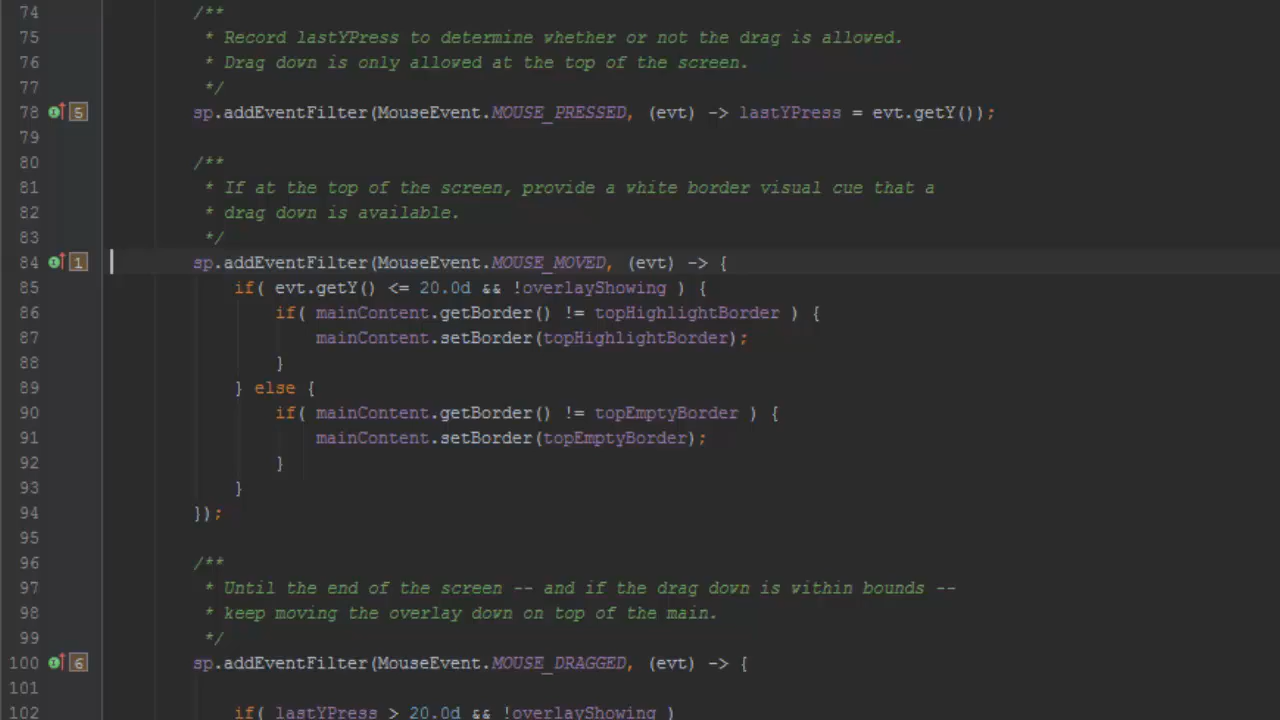 74 /**
75 * Record lastYPress to determine whether or not the drag is allowed.
76 * Drag down is only allowed at the top of the screen.
77 */
78 5 sp.addEventFilter(MouseEvent.MOUSE_PRESSED, (evt) -> lastYPress = evt.getY());
79
80 /**
81 * If at the top of the screen, provide a white border visual cue that a
82 * drag down is available.
83 */
84 1 sp.addEventFilter(MouseEvent.MOUSE_MOVED, (evt) -> {
85 if( evt.getY() <= 20.0d && !overlayShowing ) {
86 if( mainContent.getBorder() != topHighlightBorder ) {
87 mainContent.setBorder(topHighlightBorder);
88 }
89 } else {
90 if( mainContent.getBorder() != topEmptyBorder ) {
91 mainContent.setBorder(topEmptyBorder);
92 }
93 }
94 });
95
96 /**
97 * Until the end of the screen -- and if the drag down is within bounds --
98 * keep moving the overlay down on top of the main.
99 */
100 6 sp.addEventFilter(MouseEvent.MOUSE_DRAGGED, (evt) -> {
101
102 if( lastYPress > 20.0d && !overlayShowing )